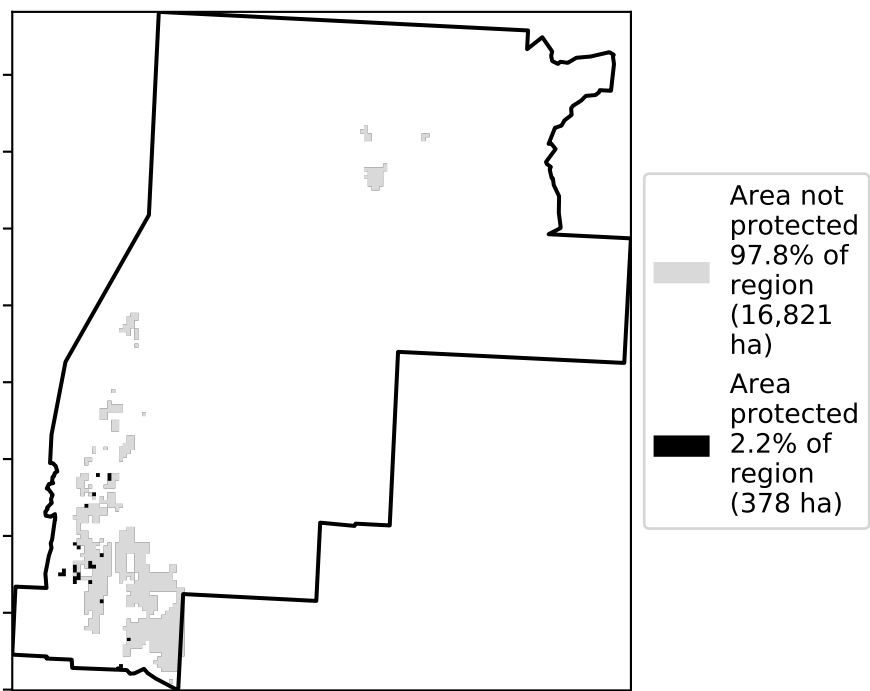 Area not
protected
97.8% of
region
(16,821
ha)
Area
protected
2.2% of
region
(378 ha)